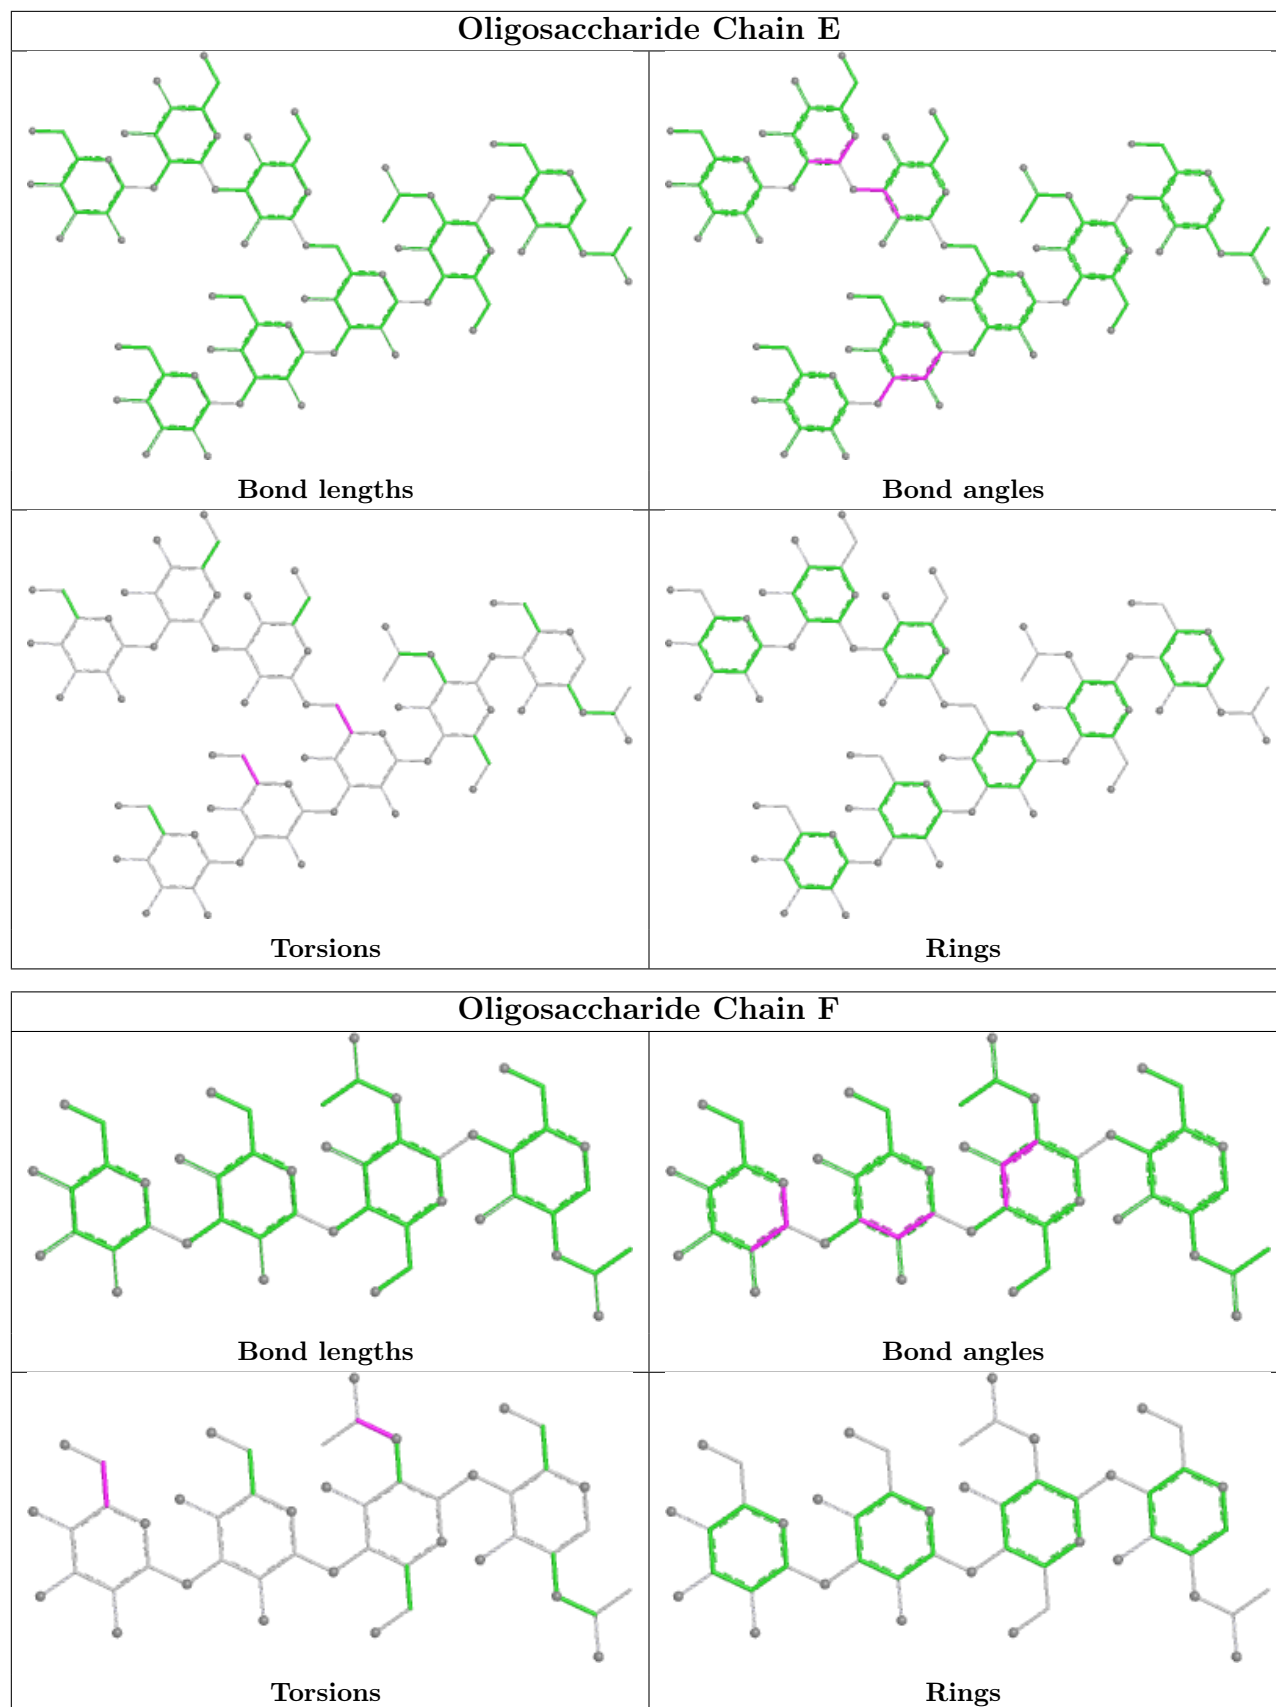 Oligosaccharide Chain E
Bond lengths
Bond angles
Torsions
Rings
Oligosaccharide Chain F
Bond lengths
Bond angles
Torsions
Rings